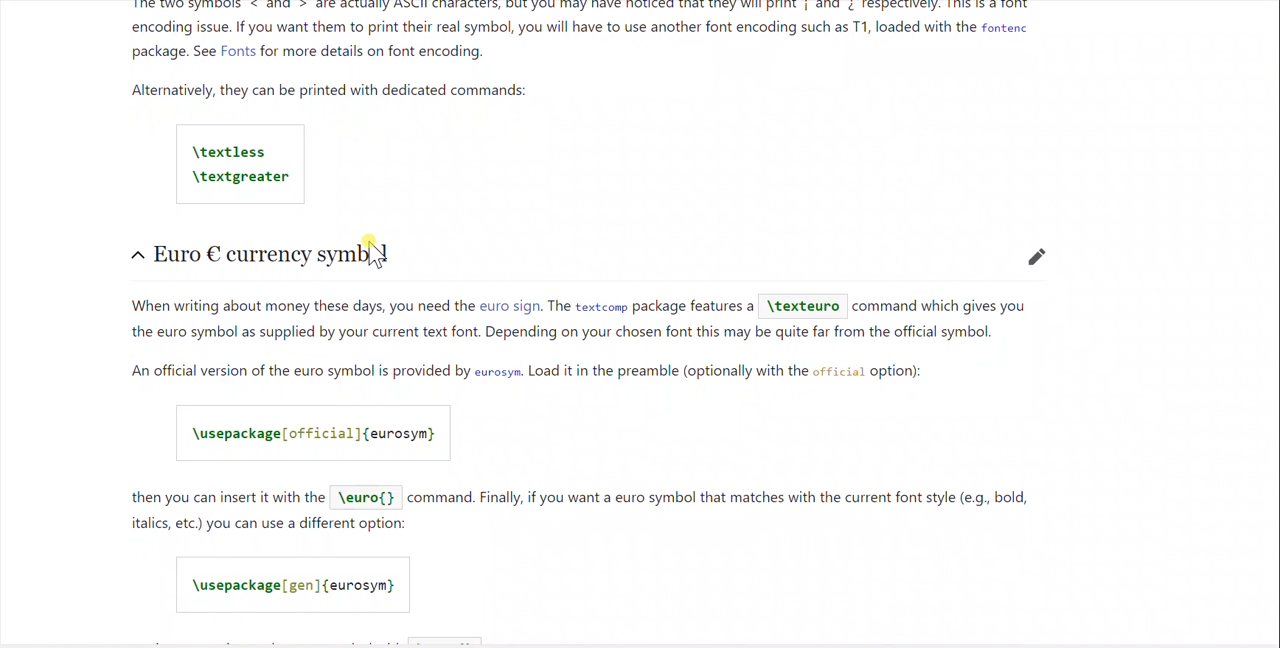 The two symbols '<' and '>' are actually ASCII characters, but you may have noticed that they will print '¡' and '¿' respectively. This is a font
encoding issue. If you want them to print their real symbol, you will have to use another font encoding such as T1, loaded with the fontenc
package. See Fonts for more details on font encoding.
Alternatively, they can be printed with dedicated commands:
\textless
\textgreater
Euro € currency symbol
When writing about money these days, you need the euro sign. The textcomp package features a \texteuro command which gives you
the euro symbol as supplied by your current text font. Depending on your chosen font this may be quite far from the official symbol.
An official version of the euro symbol is provided by eurosym. Load it in the preamble (optionally with the official option):
\usepackage[official]{eurosym}
then you can insert it with the \euro{} command. Finally, if you want a euro symbol that matches with the current font style (e.g., bold,
italics, etc.) you can use a different option:
\usepackage[gen]{eurosym}